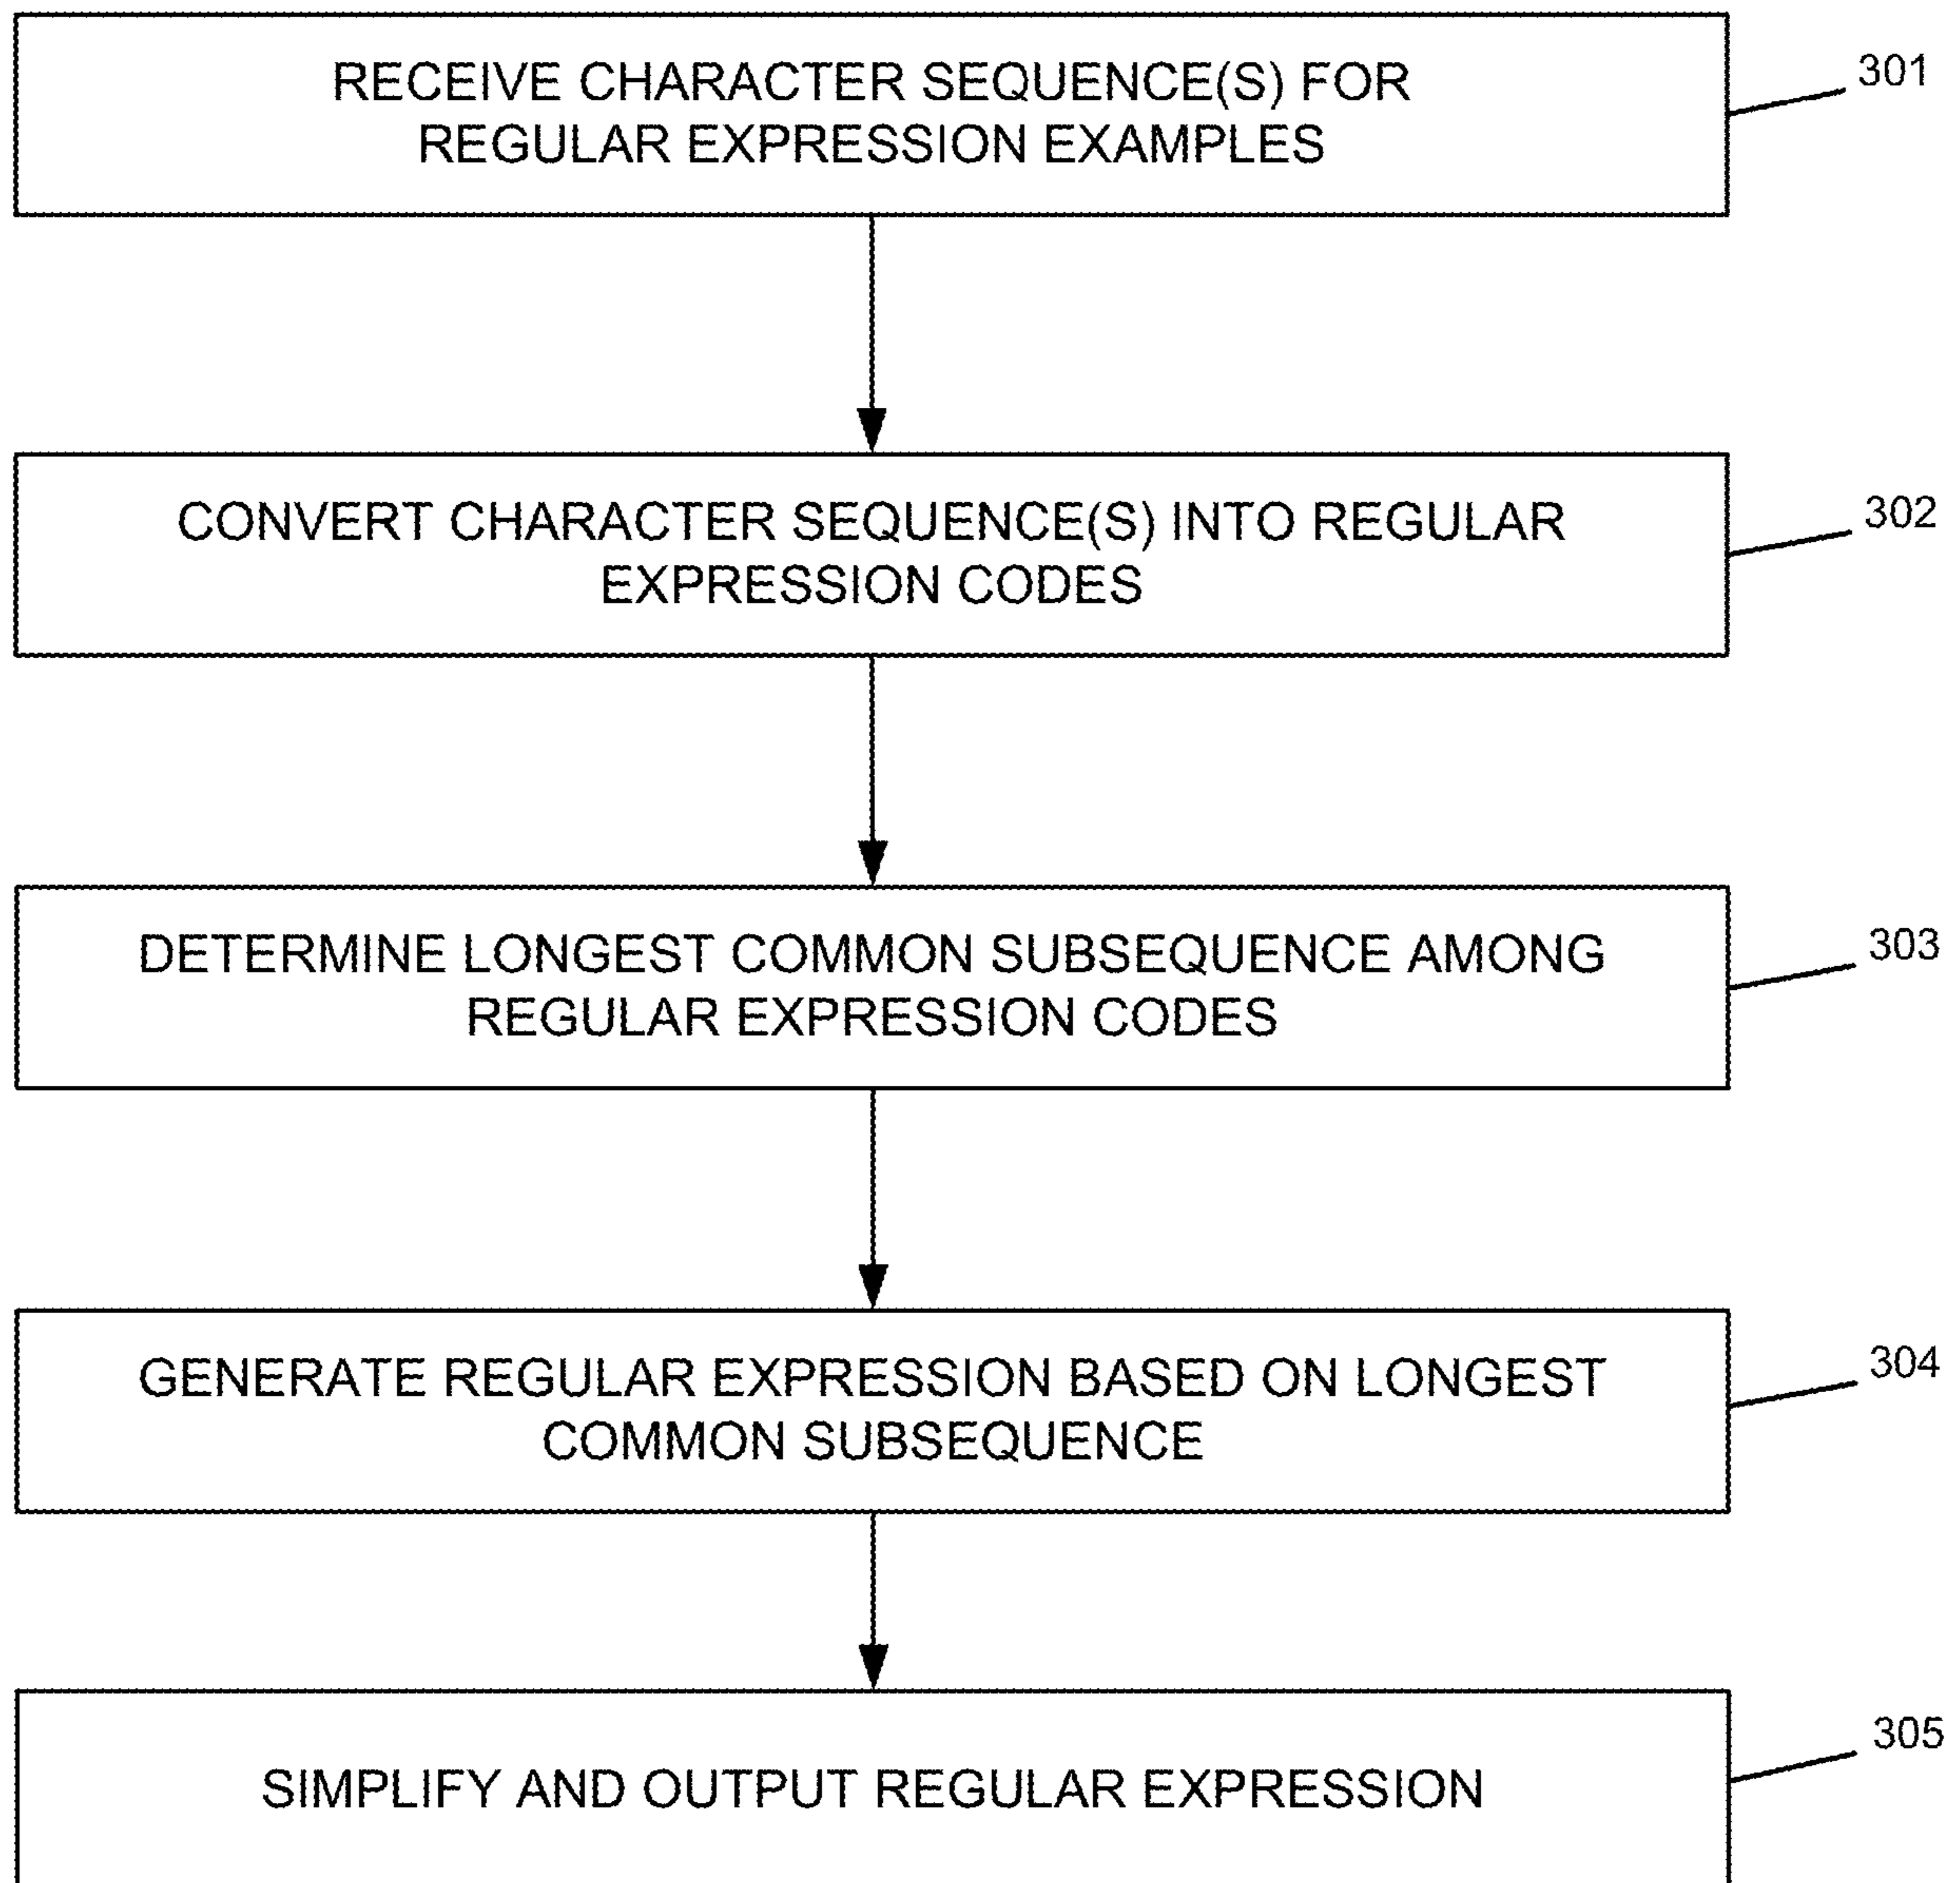 RECEIVE CHARACTER SEQUENCE(S) FOR
REGULAR EXPRESSION EXAMPLES
301
CONVERT CHARACTER SEQUENCE(S) INTO REGULAR
EXPRESSION CODES
302
DETERMINE LONGEST COMMON SUBSEQUENCE AMONG
REGULAR EXPRESSION CODES
303
GENERATE REGULAR EXPRESSION BASED ON LONGEST
COMMON SUBSEQUENCE
304
SIMPLIFY AND OUTPUT REGULAR EXPRESSION
305